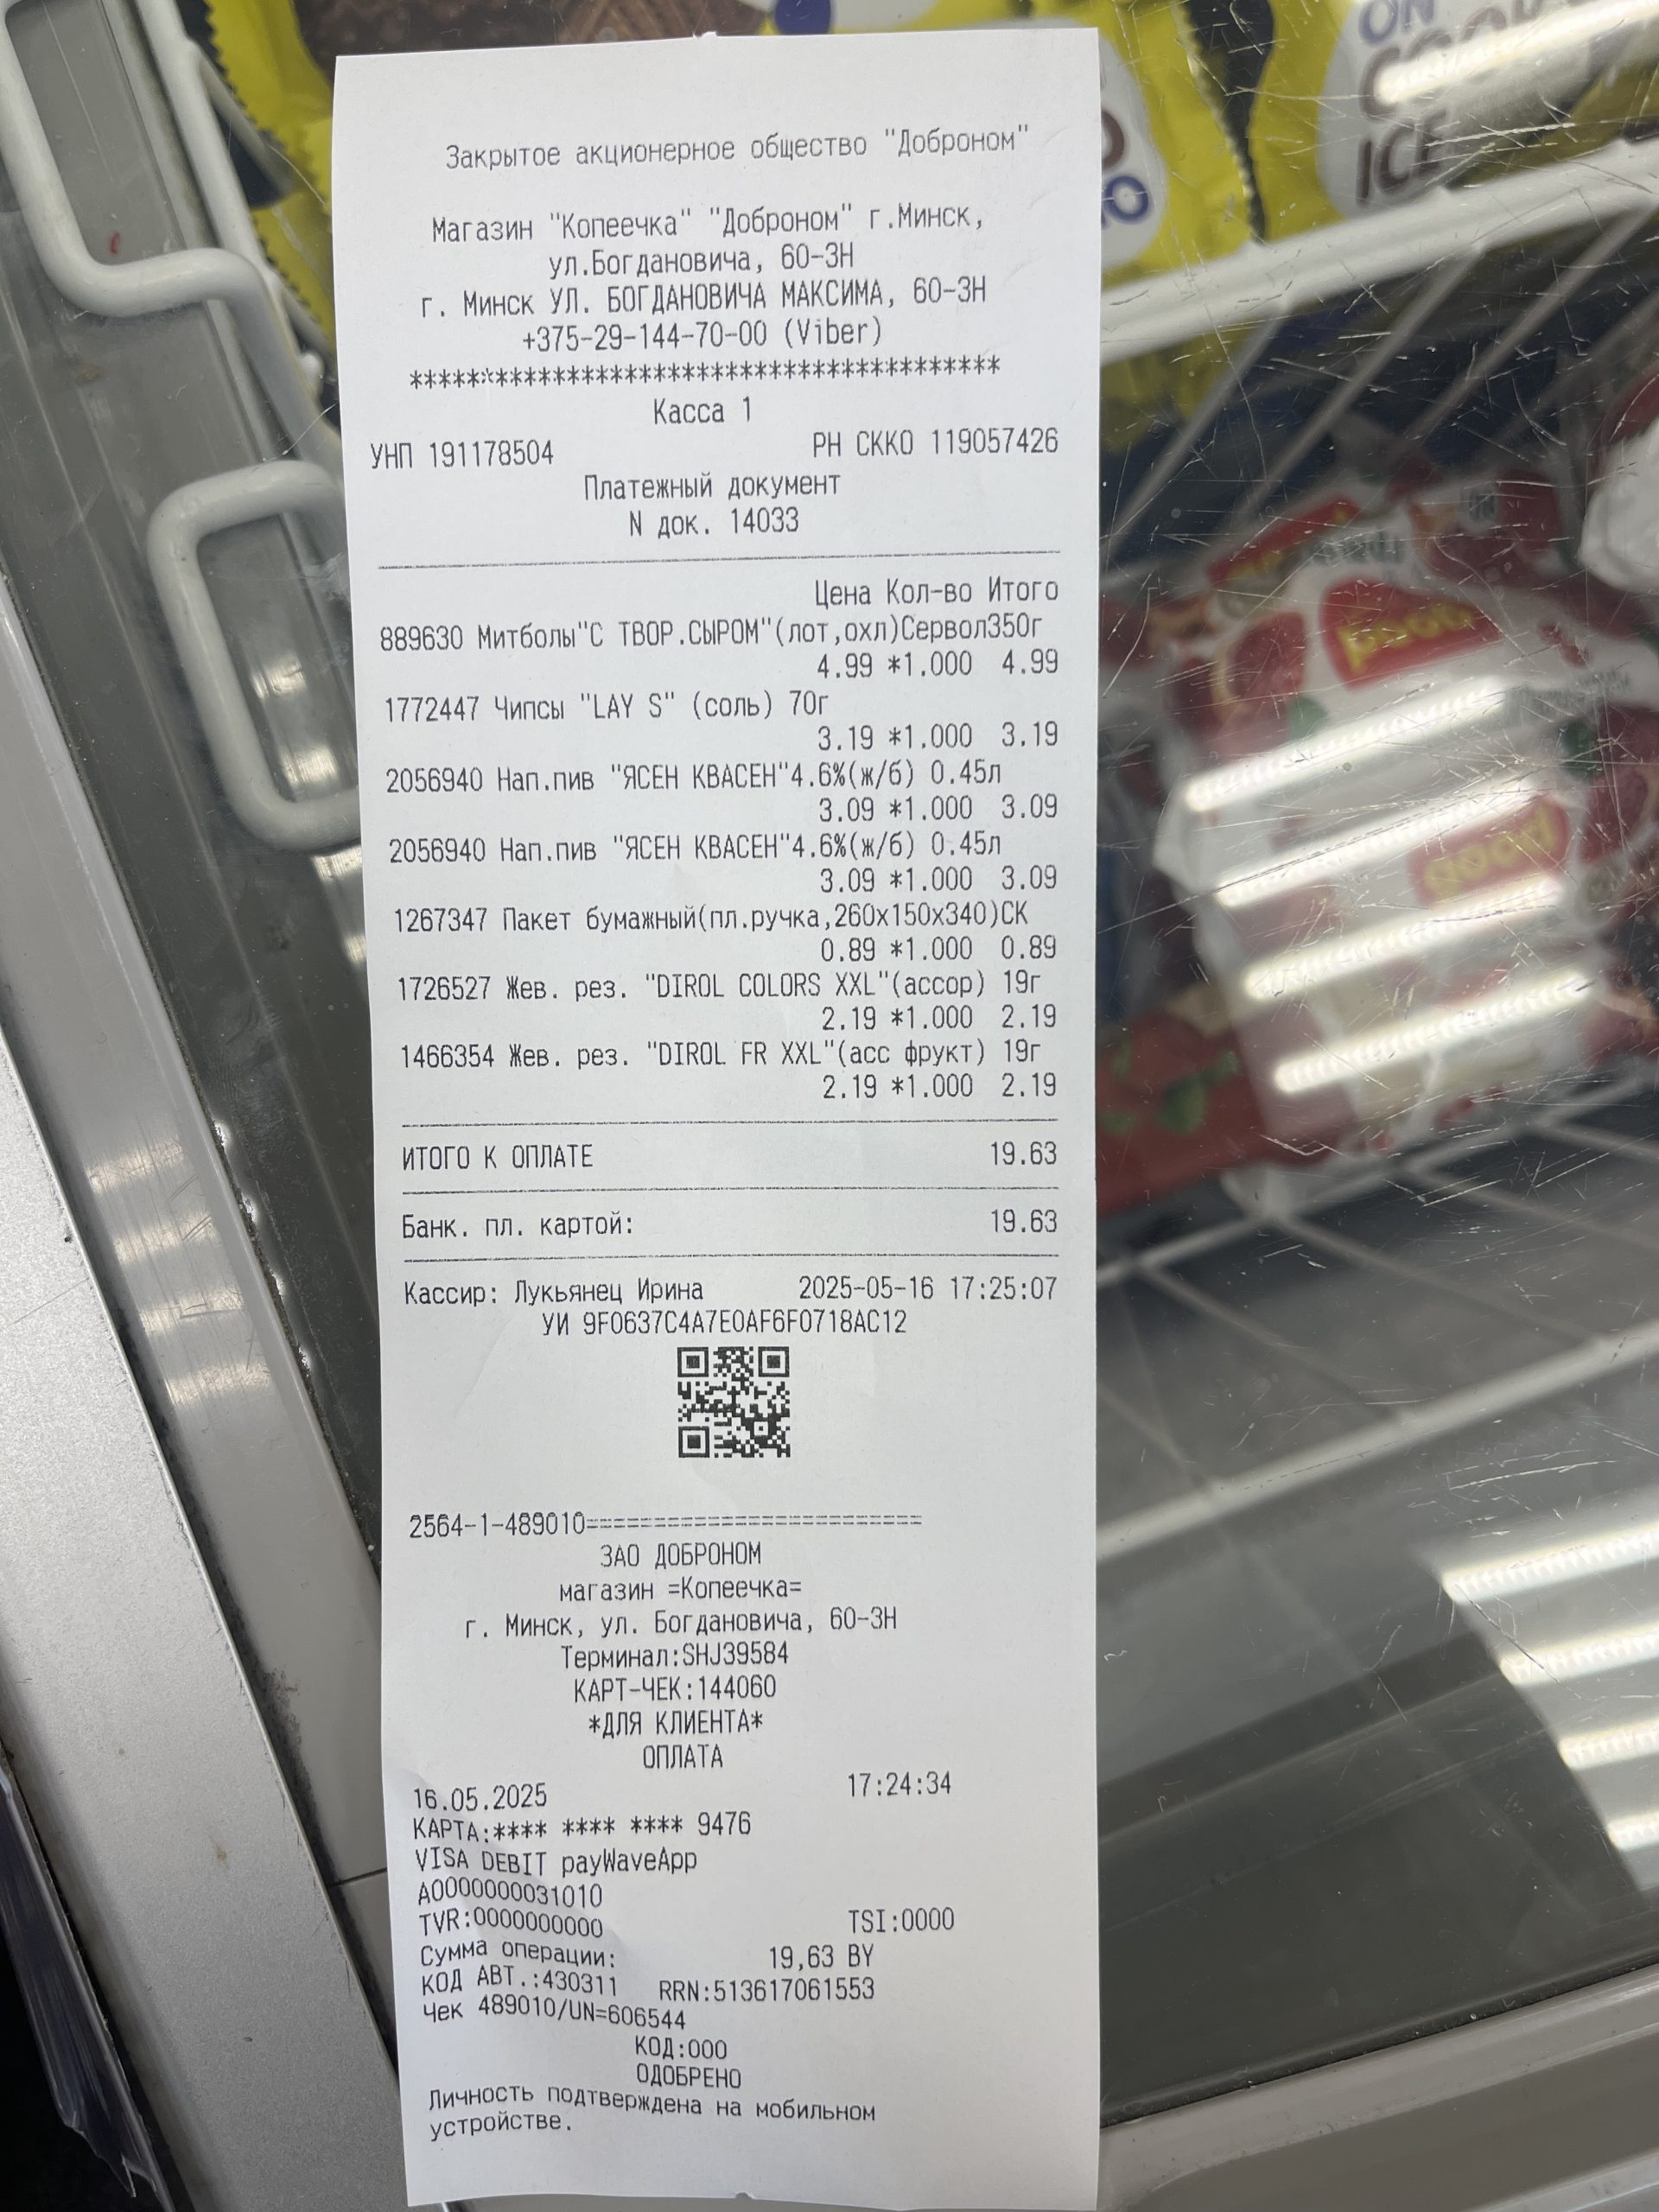 ON
ICE
Закрытое акционерное общество "Доброном"
Магазин "Копеечка" "Доброном" г.Минск,
ул.Богдановича, 60-3Н
г. Минск УЛ. БОГДАНОВИЧА МАКСИМА, 60-3Н
+375-29-144-70-00 (Viber)
*****************************************
Касса 1
УНП 191178504 РН СККО 119057426
Платежный документ
N док. 14033
Цена Кол-во Итого
889630 Митболы"С ТВОР.СЫРОМ"(лот,охл)Сервол350г
4.99 *1.000 4.99
1772447 Чипсы "LAY S" (соль) 70г
3.19 *1.000 3.19
2056940 Нап.пив "ЯСЕН КВАСЕН"4.6%(ж/б) 0.45л
3.09 *1.000 3.09
2056940 Нап.пив "ЯСЕН КВАСЕН"4.6%(ж/б) 0.45л
3.09 *1.000 3.09
1267347 Пакет бумажный(пл.ручка,260х150х340)СК
0.89 *1.000 0.89
1726527 Жев. рез. "DIROL COLORS XXL"(ассор) 19г
2.19 *1.000 2.19
1466354 Жев. рез. "DIROL FR XXL"(асс фрукт) 19г
2.19 *1.000 2.19
ИТОГО К ОПЛАТЕ 19.63
Банк. пл. картой: 19.63
Кассир: Лукьянец Ирина 2025-05-16 17:25:07
УИ 9F0637C4A7E0AF6F0718AC12
2564-1-489010=========================
ЗАО ДОБРОНОМ
магазин =Копеечка=
г. Минск, ул. Богдановича, 60-3Н
Терминал:SHJ39584
КАРТ-ЧЕК:144060
*ДЛЯ КЛИЕНТА*
ОПЛАТА
16.05.2025 17:24:34
КАРТА:**** **** **** 9476
VISA DEBIT payWaveApp
A0000000031010
TVR:0000000000 TSI:0000
Сумма операции: 19,63 BY
КОД АВТ.:430311 RRN:513617061553
Чек 489010/UN=606544
КОД:000
ОДОБРЕНО
Личность подтверждена на мобильном
устройстве.